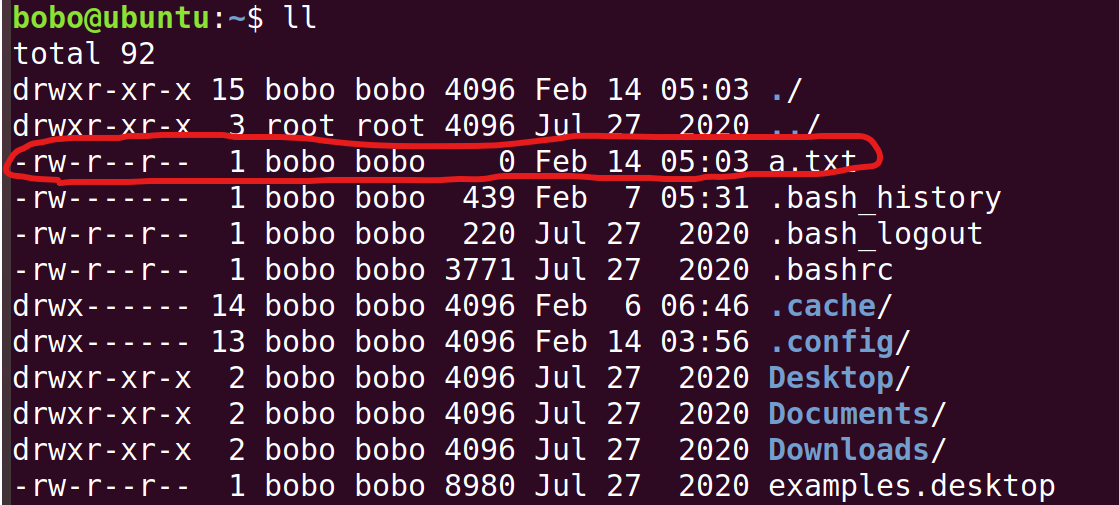 bobo@ubuntu:~$ ll
total 92
drwxr-xr-x 15 bobo bobo 4096 Feb 14 05:03 ./
drwxr-xr-x  3 root root 4096 Jul 27  2020 ../
-rw-r--r--  1 bobo bobo    0 Feb 14 05:03 a.txt
-rw-------  1 bobo bobo  439 Feb  7 05:31 .bash_history
-rw-r--r--  1 bobo bobo  220 Jul 27  2020 .bash_logout
-rw-r--r--  1 bobo bobo 3771 Jul 27  2020 .bashrc
drwx------ 14 bobo bobo 4096 Feb  6 06:46 .cache/
drwx------ 13 bobo bobo 4096 Feb 14 03:56 .config/
drwxr-xr-x  2 bobo bobo 4096 Jul 27  2020 Desktop/
drwxr-xr-x  2 bobo bobo 4096 Jul 27  2020 Documents/
drwxr-xr-x  2 bobo bobo 4096 Jul 27  2020 Downloads/
-rw-r--r--  1 bobo bobo 8980 Jul 27  2020 examples.desktop